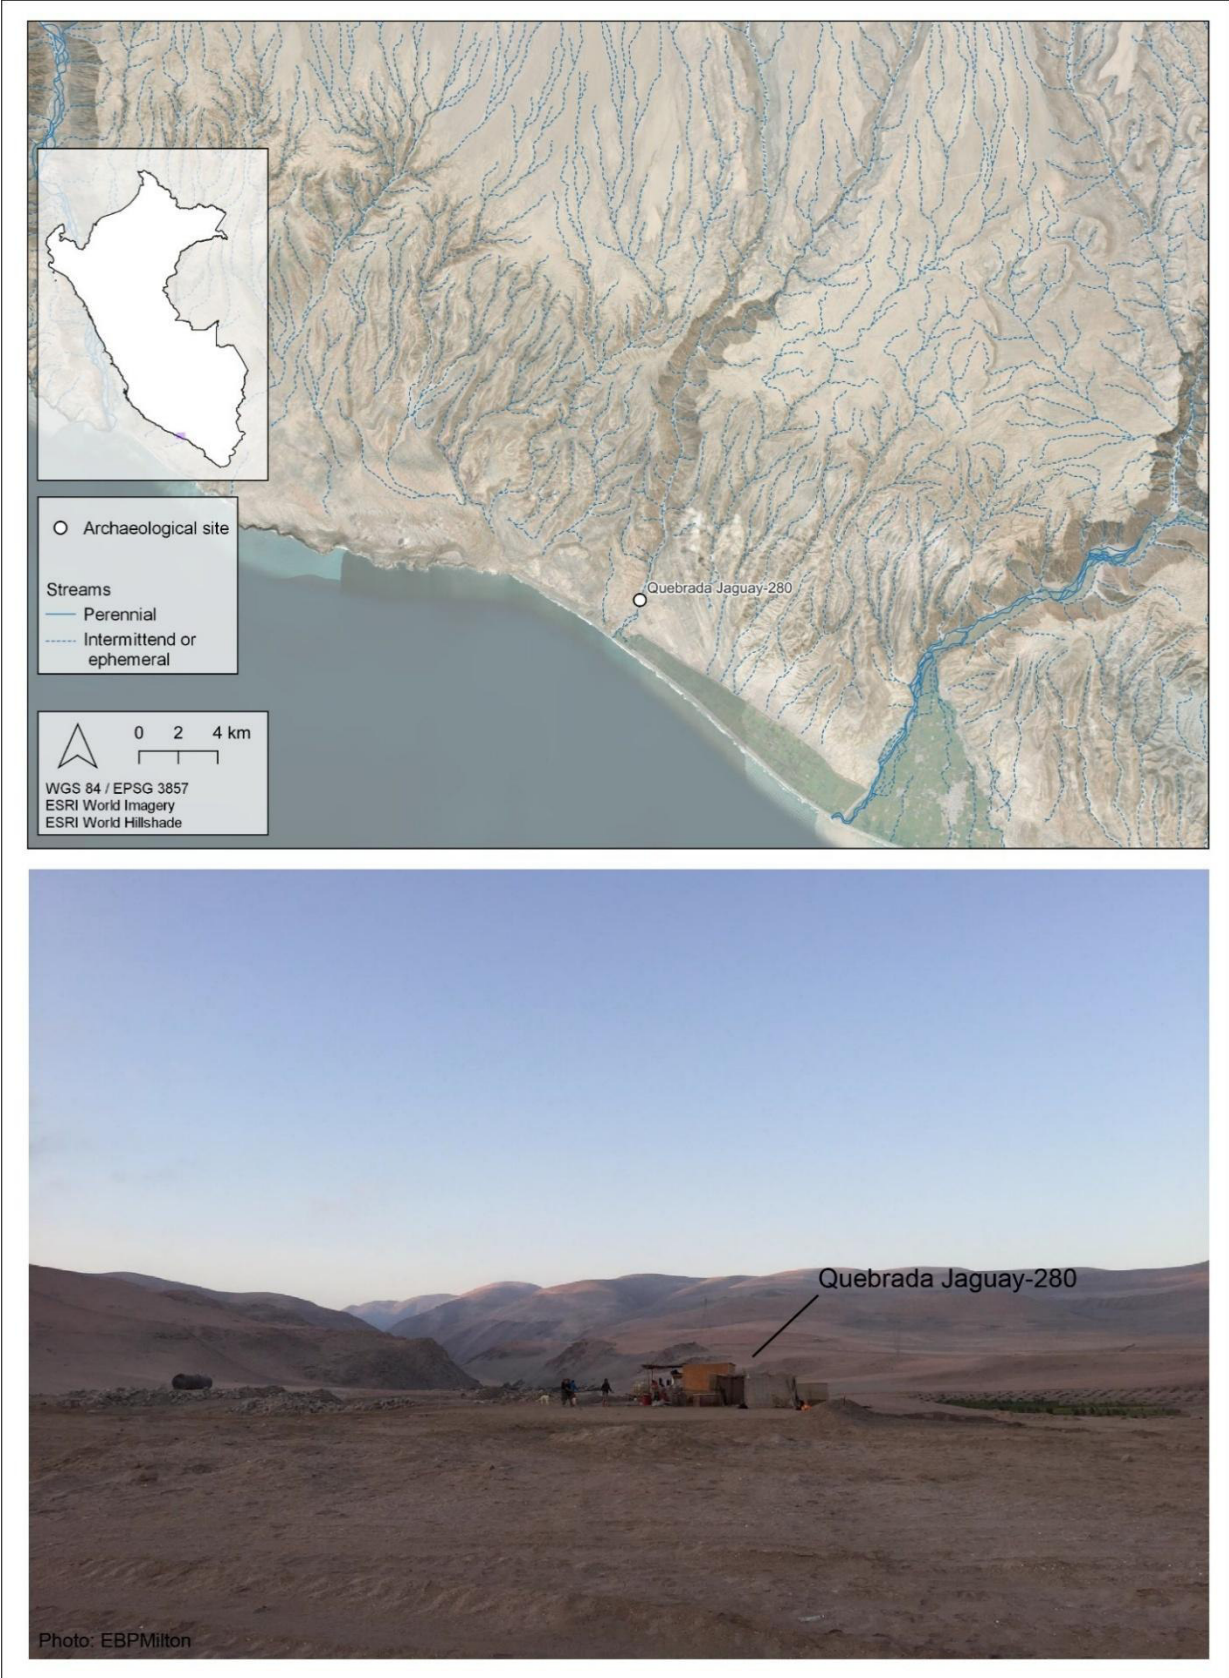 Archaeological site
Streams
Perennial
Intermittend or
ephemeral
0 2 4 km
WGS 84 / EPSG 3857
ESRI World Imagery
ESRI World Hillshade
Quebrada Jaguay-280
Quebrada Jaguay-280
Photo: EBPMilton